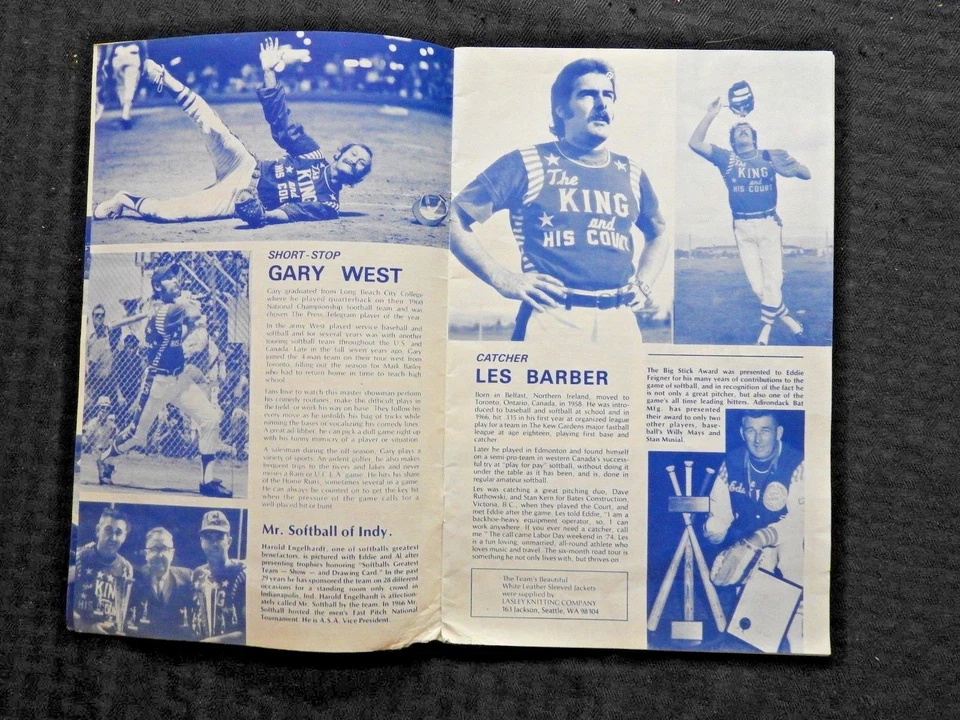 SHORT-STOP
GARY WEST
Gary graduated from Long Beach City College
where he played quarterback on their 1960
National Championship football team and was
chosen The Press Telegram player of the year.
In the army West played service baseball and
softball and for several years was with another
touring softball team throughout the U.S. and
Canada. Late in the fall seven years ago, Gary
joined the 4-man team on their tour west from
Toronto, filling out the season for Mark Bailey
who had to return home in time to teach high
school.
Fans love to watch this master showman perform
his comedy routines, make the difficult plays in
the field or work his way on base. They follow his
every move as he unfolds his bag of tricks while
running the bases or vocalizing his comedy lines.
A great ad libber, he can pick a dull game right up
with his funny mimicry of a player or situation.
A salesman during the off season, Gary plays a
variety of sports. An ardent golfer, he also makes
frequent trips to the rivers and lakes and never
misses a Ram or U.C.L.A. game. He hits his share
of the Home Runs, sometimes several in a game.
He can always be counted on to get the key hit
when the pressure of the game calls for a
well-placed hit or bunt.
Mr. Softball of Indy.
Harold Engelhardt, one of softballs greatest
benefactors, is pictured with Eddie and Al after
presenting trophies honoring "Softballs Greatest
Team — Show — and Drawing Card." In the past
29 years he has sponsored the team on 28 different
occasions for a standing room only crowd in
Indianapolis, Ind. Harold Engelhardt is affection-
ately called Mr. Softball by the team. In 1966 Mr.
Softball hosted the men's Fast Pitch National
Tournament. He is A.S.A. Vice President.
The
KING
and
HIS COURT
The
KING
and
HIS COURT
CATCHER
LES BARBER
Born in Belfast, Northern Ireland, moved to
Toronto, Ontario, Canada, in 1956. He was intro-
duced to baseball and softball at school and in
1966, hit .315 in his first year at organized league
play for a team in The Kew Gardens major fastball
league at age eighteen, playing first base and
catcher.
Later he played in Edmonton and found himself
on a semi-pro team in western Canada's success-
ful try at "play for pay" softball, without doing it
under the table as it has been, and is, done in
regular amateur softball.
Les was catching a great pitching duo, Dave
Ruthowski, and Stan Kern for Bates Construction,
Victoria, B.C., when they played the Court, and
met Eddie after the game. Les told Eddie, "I am a
backhoe-heavy equipment operator, so, I can
work anywhere. If you ever need a catcher, call
me." The call came Labor Day weekend in '74. Les
is a fun loving, unmarried, all-round athlete who
loves music and travel. The six-month road tour is
something he not only lives with, but thrives on.
The Team's Beautiful
White Leather Sleeved Jackets
were supplied by
LASLEY KNITTING COMPANY
163 Jackson, Seattle, WA 98104
The Big Stick Award was presented to Eddie
Feigner for his many years of contributions to the
game of softball, and in recognition of the fact he
is not only a great pitcher, but also one of the
game's all time leading hitters. Adirondack Bat
Mfg. has presented
their award to only two
other players, base-
ball's Willy Mays and
Stan Musial.